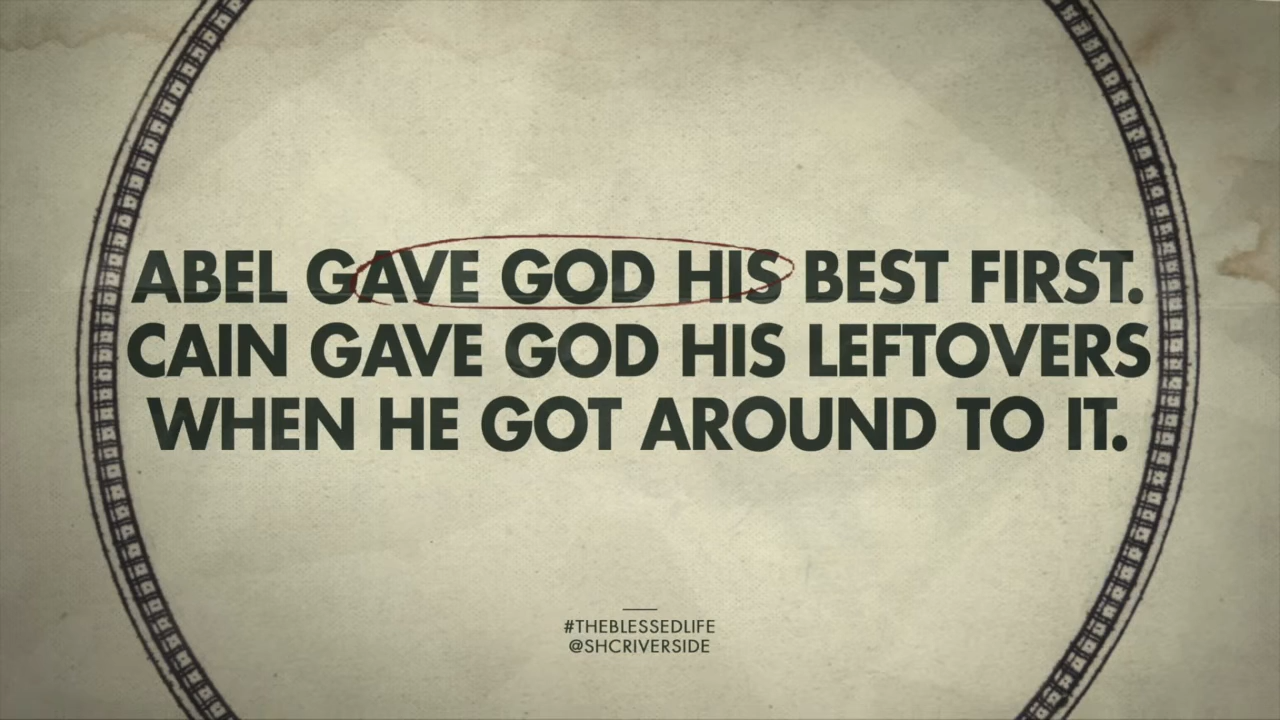 ABEL GAVE GOD HIS BEST FIRST.
CAIN GAVE GOD HIS LEFTOVERS
WHEN HE GOT AROUND TO IT.
#THEBLESSEDLIFE
@SHCRIVERSIDE